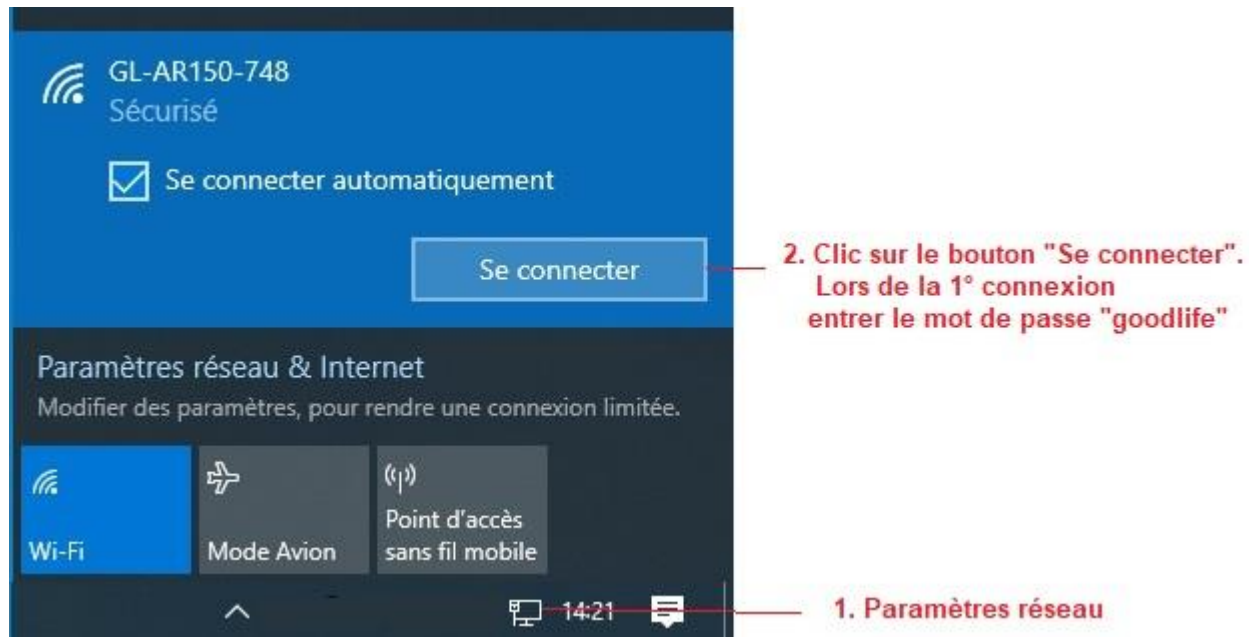 GL-AR150-748
Sécurisé
Se connecter automatiquement
Se connecter
2. Clic sur le bouton "Se connecter".
Lors de la 1° connexion
entrer le mot de passe "goodlife"
Paramètres réseau & Internet
Modifier des paramètres, pour rendre une connexion limitée.
Wi-Fi
Mode Avion
Point d'accès
sans fil mobile
14:21
1. Paramètres réseau